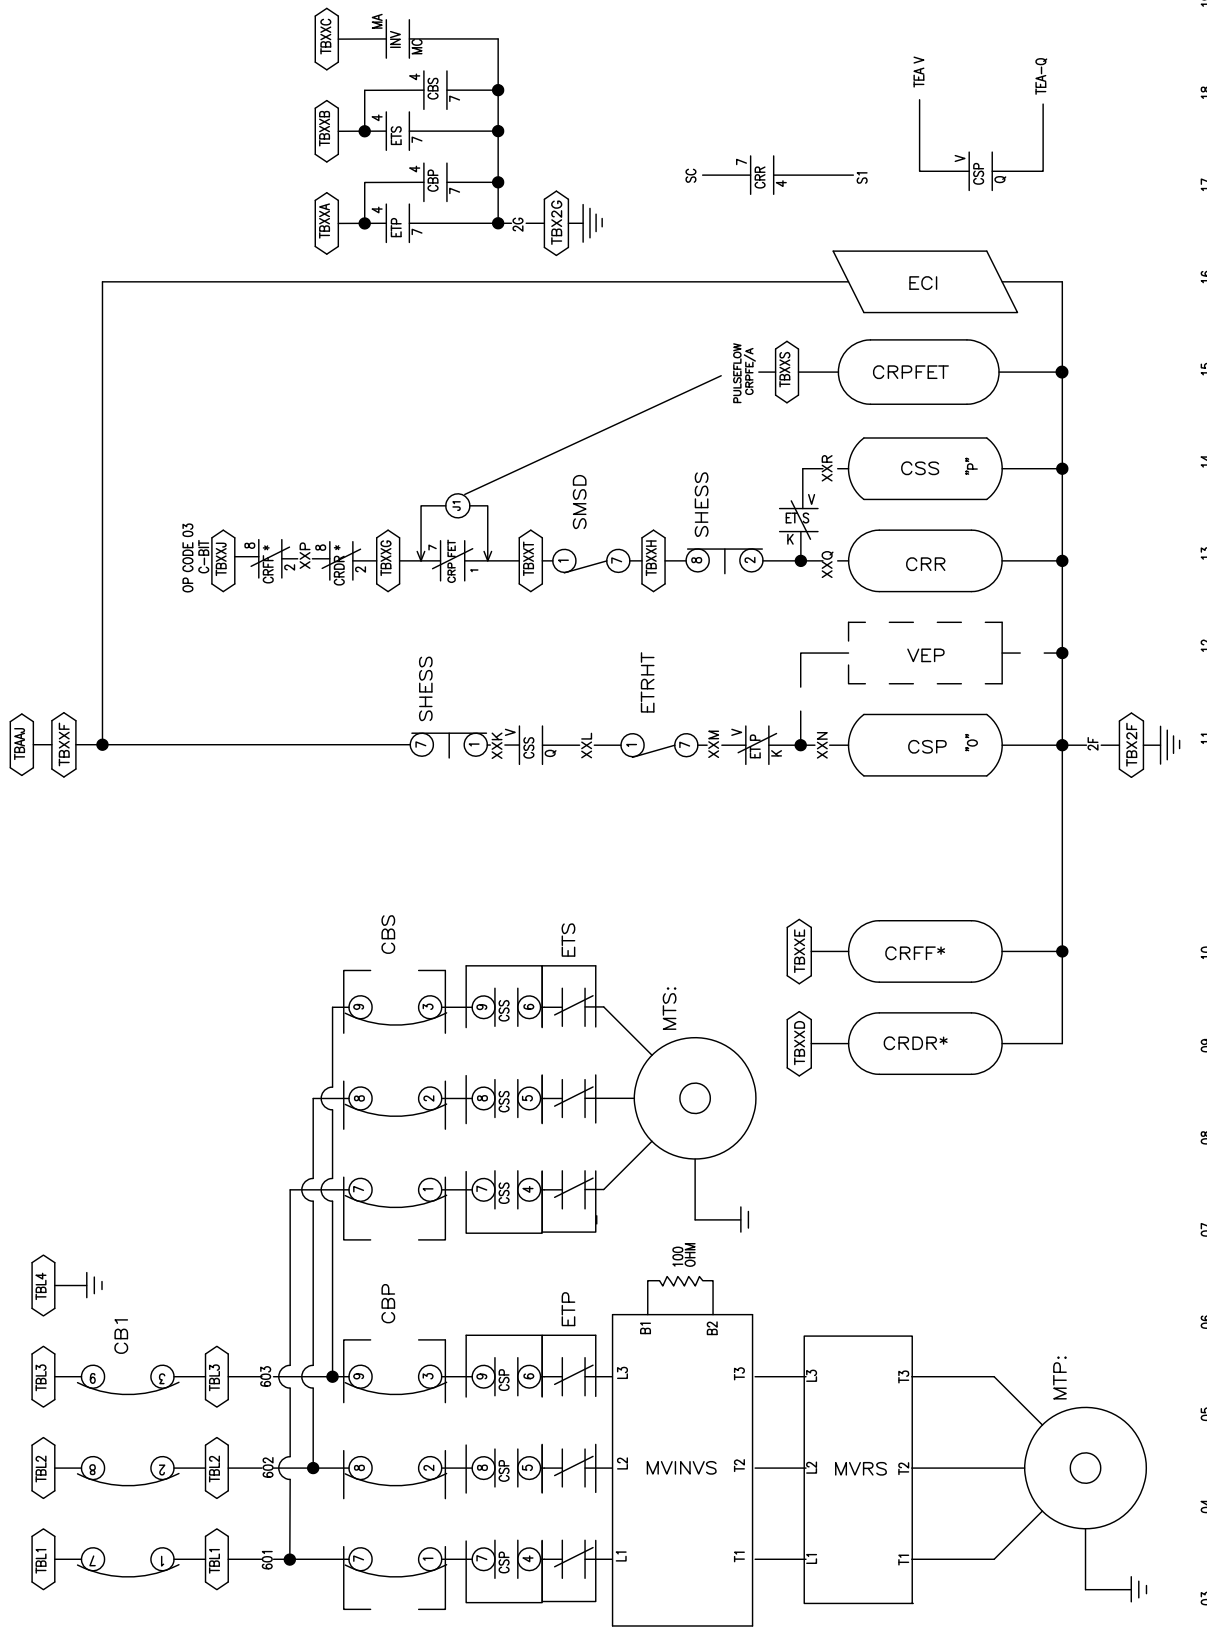 TBL1
TBL2
TBL3
TBL4
7
8
9
CB1
1
2
3
TBL1
TBL2
TBL3
601
602
603
7
8
9
CBP
1
2
3
7
8
9
CSP
CSP
CSP
4
5
6
ETP
L1
L2
L3
MVINVS
B1
B2
100
OHM
T1
T2
T3
L1
L2
L3
MVRS
T1
T2
T3
MTP:
7
8
9
CBS
1
2
3
7
8
9
CSS
CSS
CSS
4
5
6
ETS
MTS:
TBXXD
CRDR*
TBXXE
CRFF*
TBAAJ
TBXXF
7
SHESS
1
XXK
V
CSS
Q
XXL
1
ETRHT
7
XXM
V
ETP
K
XXN
CSP "O"
VEP
2F
TBX2F
OP CODE 03
C-BIT
TBXXJ
8
CRFF *
2
XXP
8
CRDR *
2
TBXXG
7
CRPFET
1
J1
TBXXT
1
SMSD
7
TBXXH
8
SHESS
2
K
ETS
V
XXQ
XXR
CRR
CSS "P"
PULSEFLOW
CRPFE/A
TBXXS
CRPFET
ECI
TBXXA
TBXXB
TBXXC
4
ETP
7
4
CBP
7
4
ETS
7
4
CBS
7
MA
INV
MC
2G
TBX2G
SC
7
CRR
4
S1
TEA V
V
CSP
Q
TEA-Q
03
04
05
06
07
08
09
10
11
12
13
14
15
16
17
18